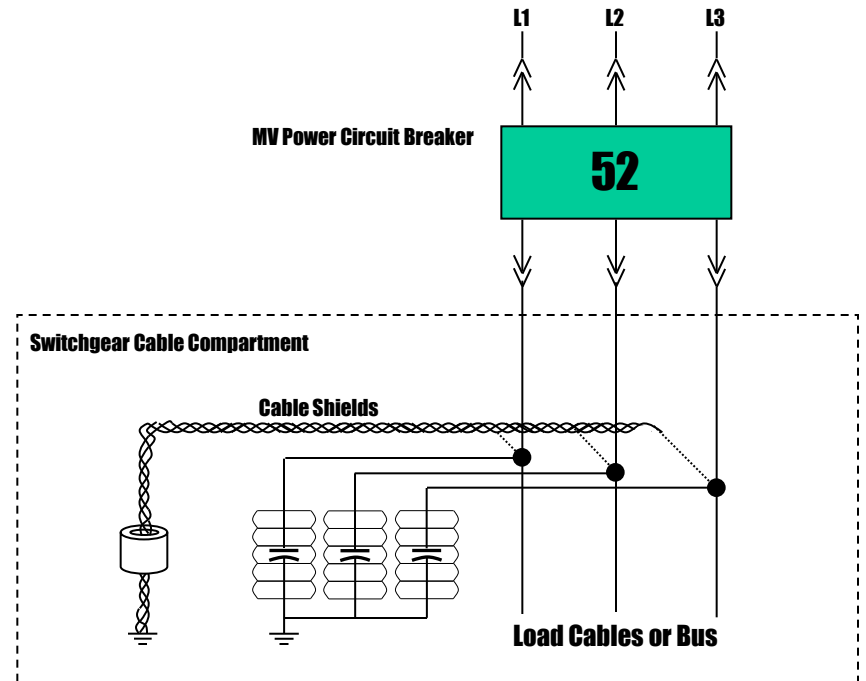 L1 L2 L3
MV Power Circuit Breaker
52
Switchgear Cable Compartment
Cable Shields
Load Cables or Bus